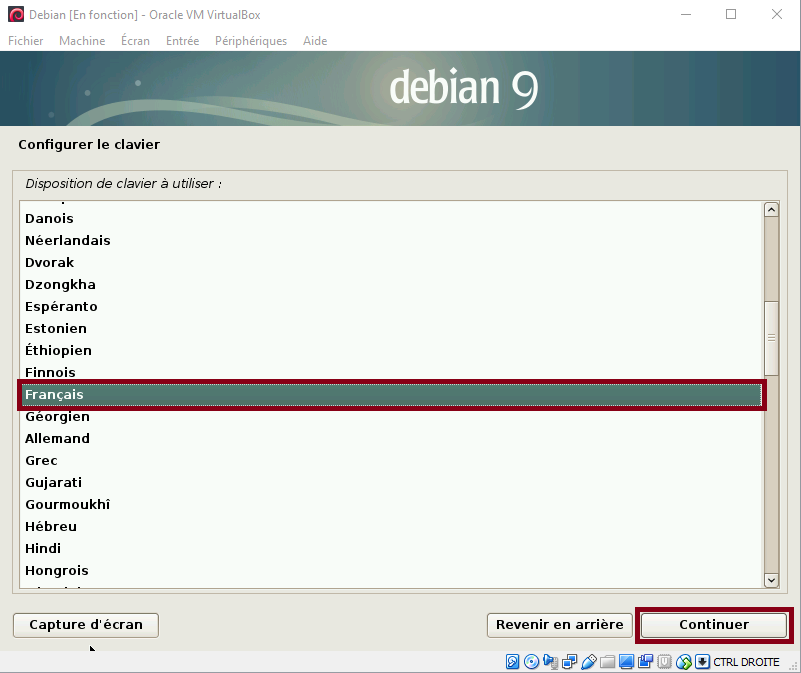 Debian [En fonction] - Oracle VM VirtualBox
Fichier Machine Écran Entrée Périphériques Aide
debian 9
Configurer le clavier
Disposition de clavier à utiliser :
Danois
Néerlandais
Dvorak
Dzongkha
Espéranto
Estonien
Éthiopien
Finnois
Français
Géorgien
Allemand
Grec
Gujarati
Gourmoukhî
Hébreu
Hindi
Hongrois
Capture d'écran Revenir en arrière Continuer
CTRL DROITE